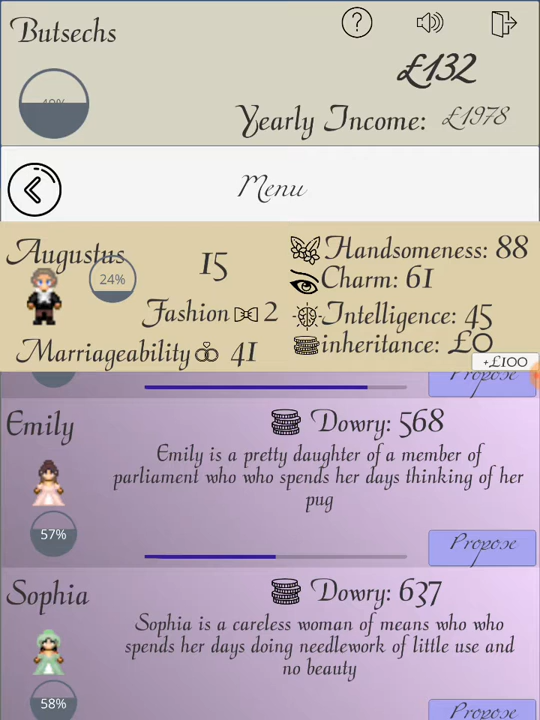 Butsechs
£132
Yearly Income: £1978
Menu
Augustus
24%
15
Handsomeness: 88
Charm: 61
Fashion 2
Intelligence: 45
Marriageability 41
inheritance: £0
+£100
Propose
Emily
Dowry: 568
Emily is a pretty daughter of a member of
parliament who who spends her days thinking of her
pug
57%
Propose
Sophia
Dowry: 637
Sophia is a careless woman of means who who
spends her days doing needlework of little use and
no beauty
58%
Propose